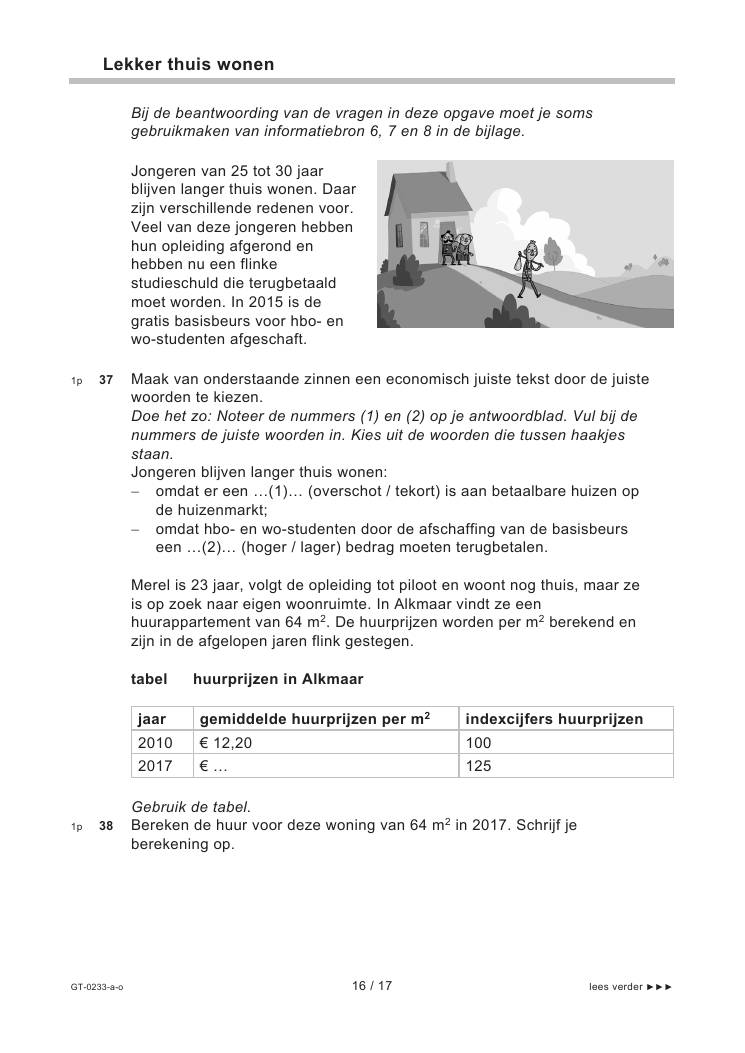 Lekker thuis wonen
Bij de beantwoording van de vragen in deze opgave moet je soms
gebruikmaken van informatiebron 6, 7 en 8 in de bijlage.
Jongeren van 25 tot 30 jaar
blijven langer thuis wonen. Daar
zijn verschillende redenen voor.
Veel van deze jongeren hebben
hun opleiding afgerond en
hebben nu een flinke
studieschuld die terugbetaald
moet worden. In 2015 is de
gratis basisbeurs voor hbo- en
wo-studenten afgeschaft.
1p 37 Maak van onderstaande zinnen een economisch juiste tekst door de juiste
woorden te kiezen.
Doe het zo: Noteer de nummers (1) en (2) op je antwoordblad. Vul bij de
nummers de juiste woorden in. Kies uit de woorden die tussen haakjes
staan.
Jongeren blijven langer thuis wonen:
– omdat er een …(1)… (overschot / tekort) is aan betaalbare huizen op
de huizenmarkt;
– omdat hbo- en wo-studenten door de afschaffing van de basisbeurs
een …(2)… (hoger / lager) bedrag moeten terugbetalen.
Merel is 23 jaar, volgt de opleiding tot piloot en woont nog thuis, maar ze
is op zoek naar eigen woonruimte. In Alkmaar vindt ze een
huurappartement van 64 m². De huurprijzen worden per m² berekend en
zijn in de afgelopen jaren flink gestegen.
tabel huurprijzen in Alkmaar
jaar gemiddelde huurprijzen per m² indexcijfers huurprijzen
2010 € 12,20 100
2017 € … 125
Gebruik de tabel.
1p 38 Bereken de huur voor deze woning van 64 m² in 2017. Schrijf je
berekening op.
GT-0233-a-o 16 / 17 lees verder ►►►